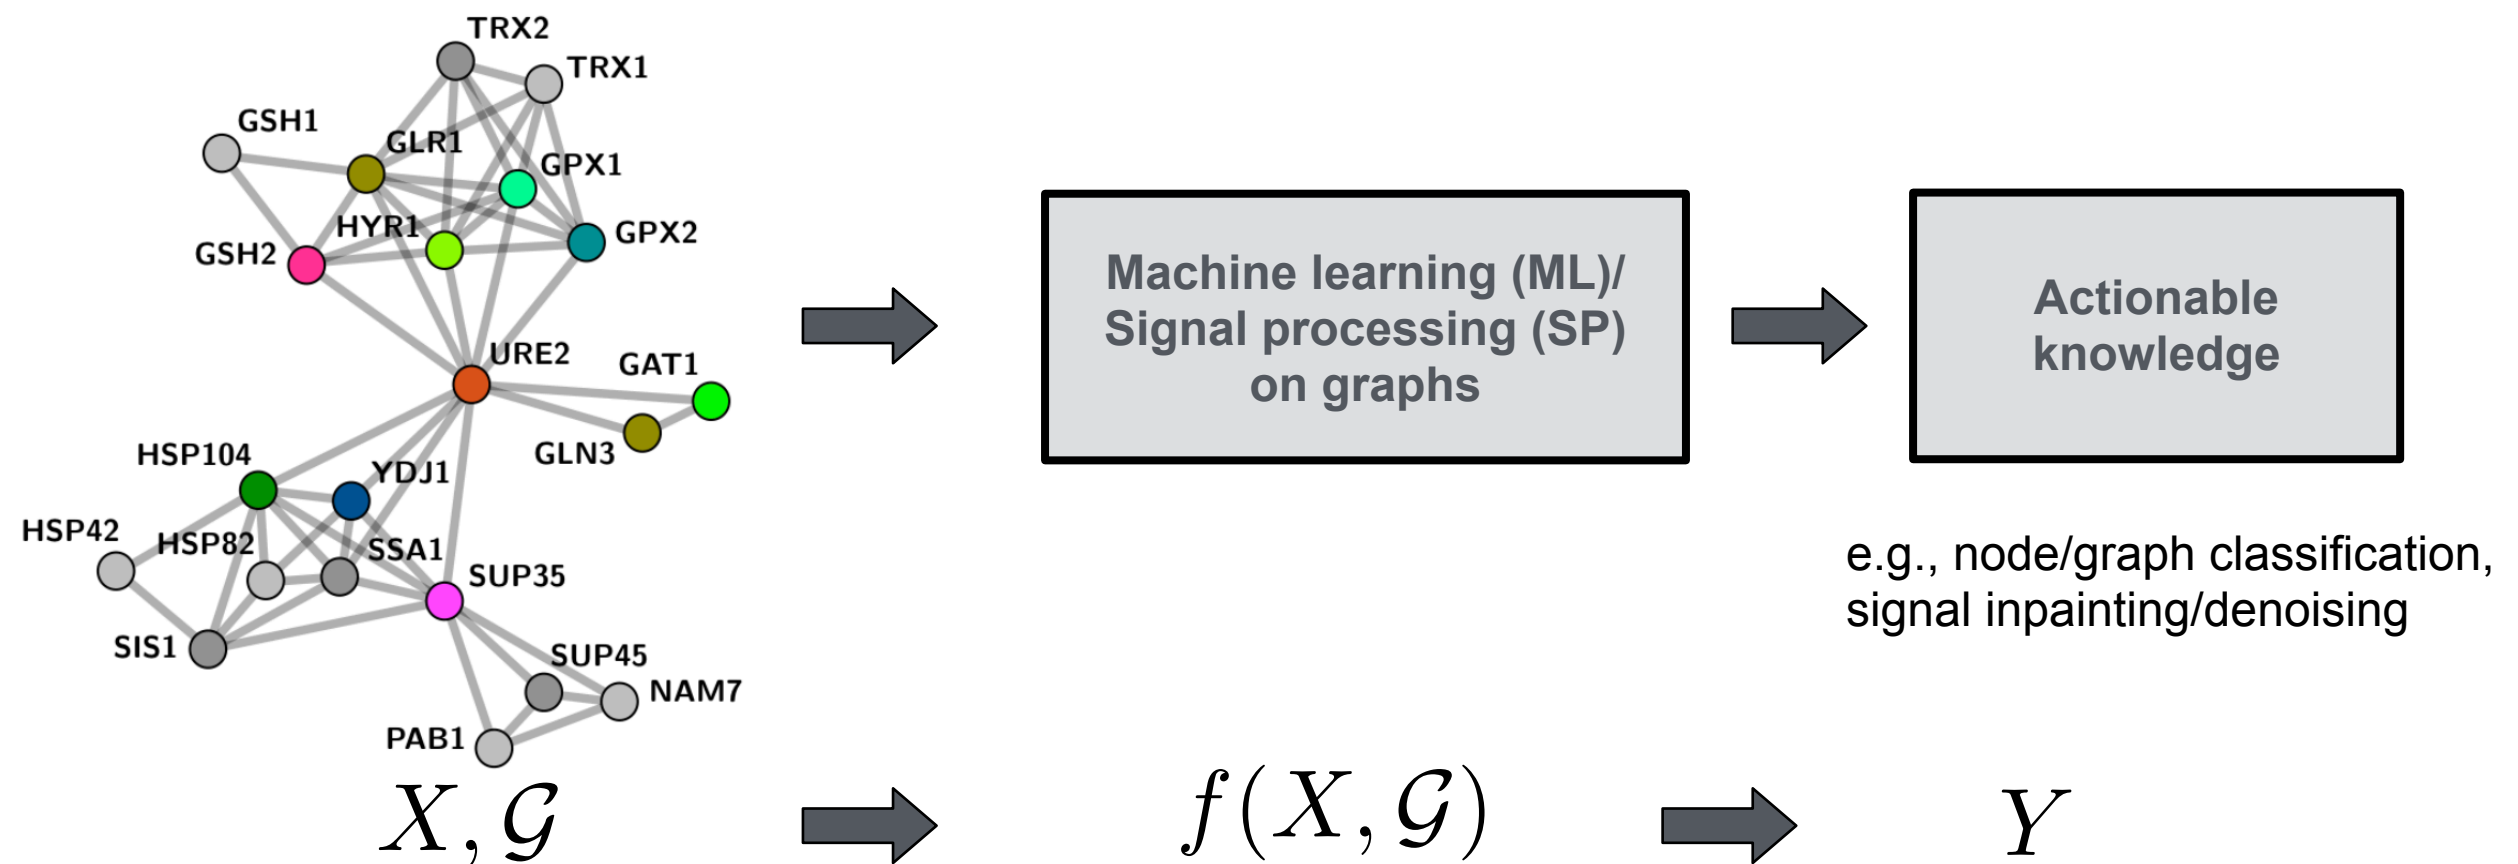 TRX2
TRX1
GSH1
GLR1
GPX1
HYR1
GPX2
GSH2
URE2
GAT1
GLN3
HSP104
YDJ1
HSP42
HSP82
SSA1
SUP35
SIS1
SUP45
NAM7
PAB1
Machine learning (ML)/
Signal processing (SP)
on graphs
Actionable
knowledge
e.g., node/graph classification,
signal inpainting/denoising
X, 𝒢
f(X, 𝒢)
Y